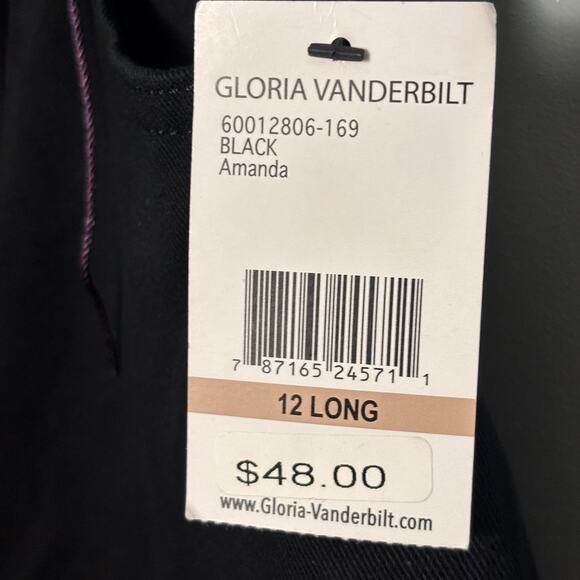 GLORIA VANDERBILT
60012806-169
BLACK
Amanda
7 87165 24571 1
12 LONG
$48.00
www.Gloria-Vanderbilt.com